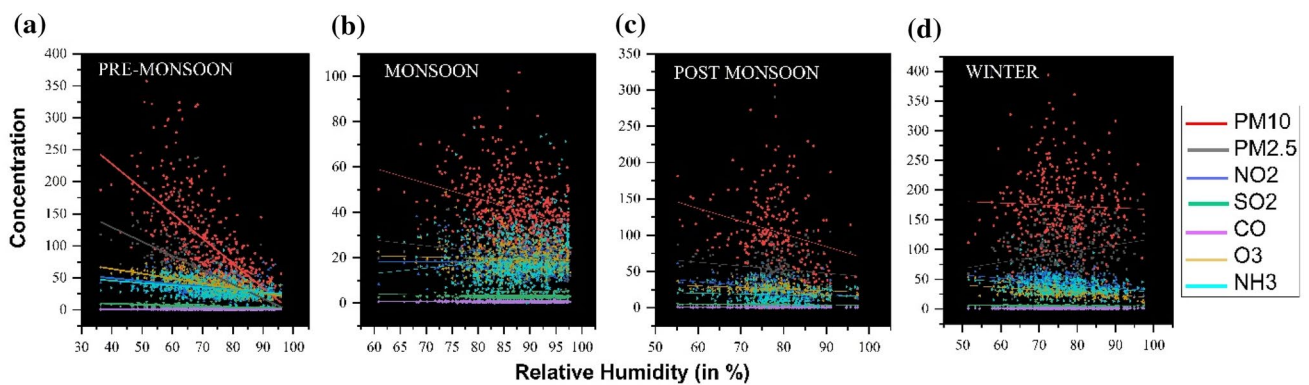 (a) (b) (c) (d)
PRE-MONSOON MONSOON POST MONSOON WINTER
Concentration
400
350
300
250
200
150
100
50
0
30 40 50 60 70 80 90 100
100
80
60
40
20
0
60 65 70 75 80 85 90 95 100
350
300
250
200
150
100
50
0
50 60 70 80 90 100
400
350
300
250
200
150
100
50
0
50 60 70 80 90 100
Relative Humidity (in %)
PM10
PM2.5
NO2
SO2
CO
O3
NH3